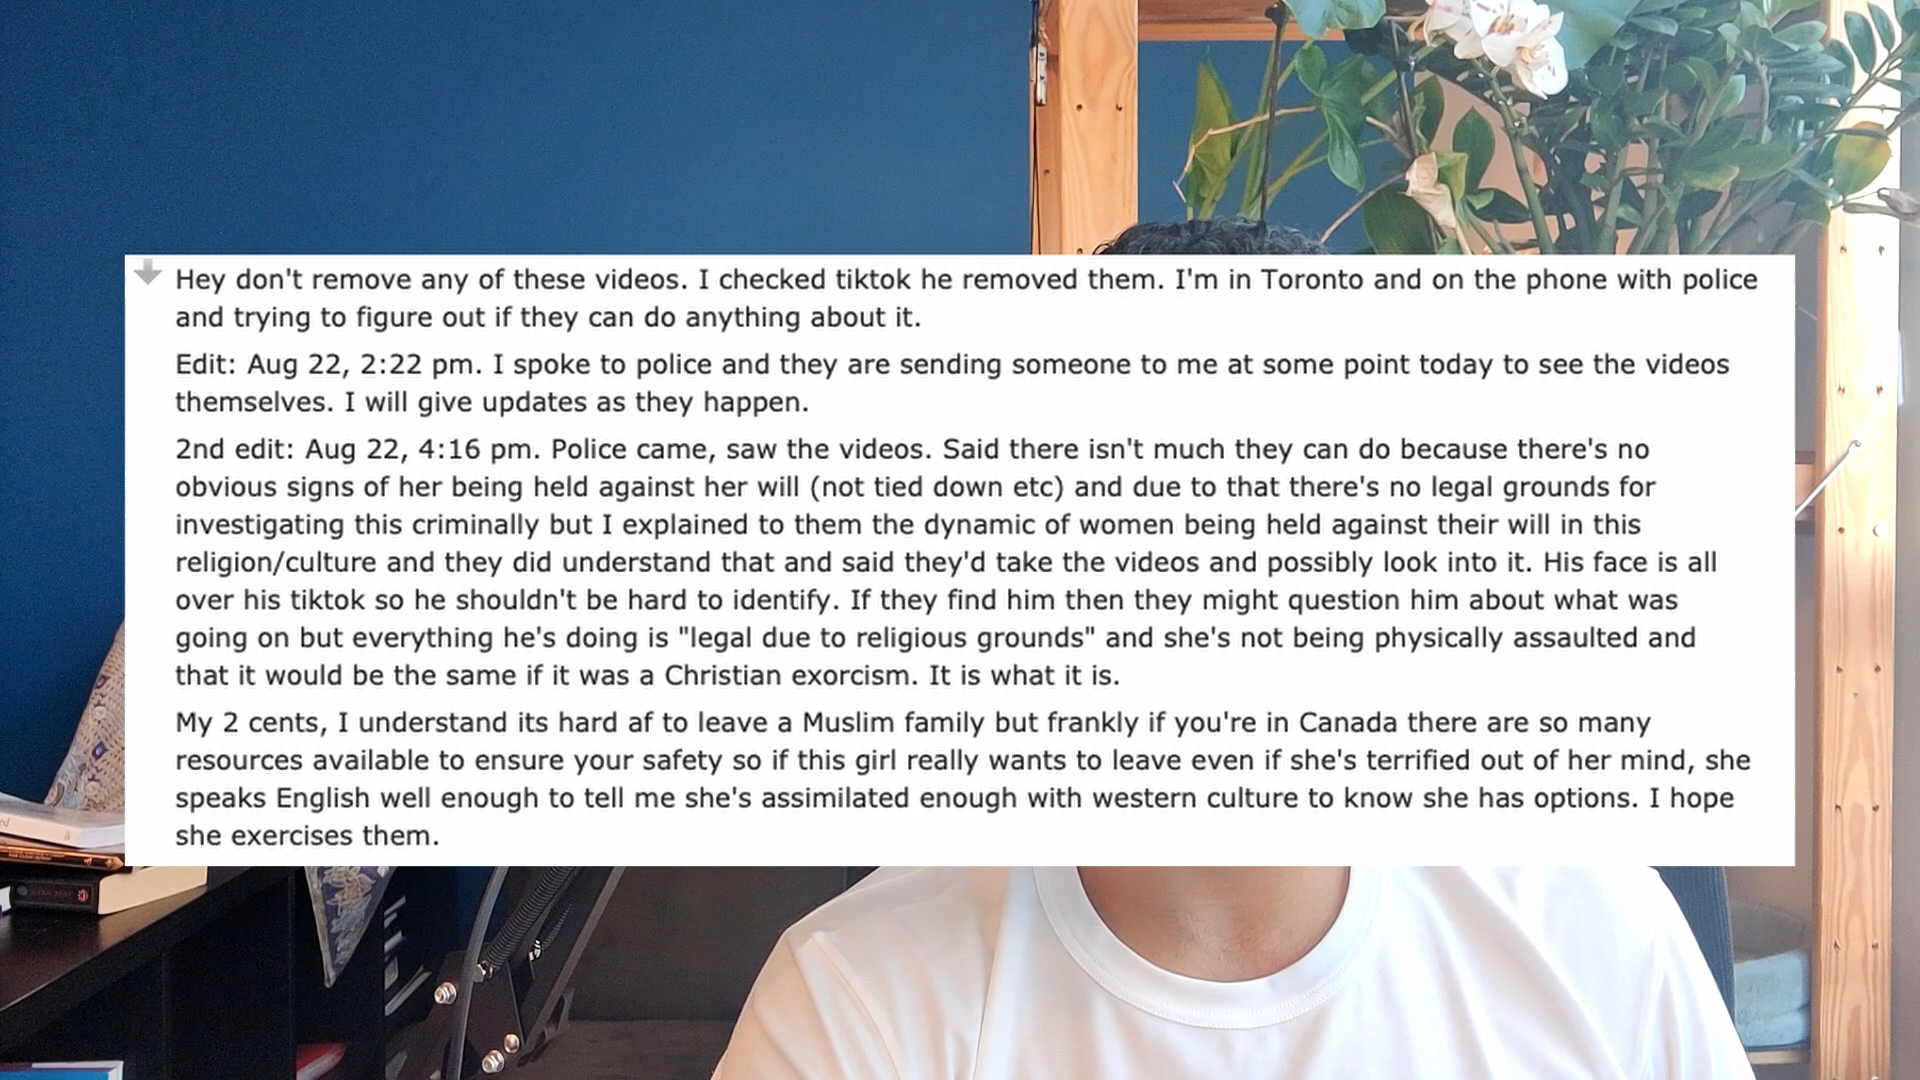 Hey don't remove any of these videos. I checked tiktok he removed them. I'm in Toronto and on the phone with police
and trying to figure out if they can do anything about it.
Edit: Aug 22, 2:22 pm. I spoke to police and they are sending someone to me at some point today to see the videos
themselves. I will give updates as they happen.
2nd edit: Aug 22, 4:16 pm. Police came, saw the videos. Said there isn't much they can do because there's no
obvious signs of her being held against her will (not tied down etc) and due to that there's no legal grounds for
investigating this criminally but I explained to them the dynamic of women being held against their will in this
religion/culture and they did understand that and said they'd take the videos and possibly look into it. His face is all
over his tiktok so he shouldn't be hard to identify. If they find him then they might question him about what was
going on but everything he's doing is "legal due to religious grounds" and she's not being physically assaulted and
that it would be the same if it was a Christian exorcism. It is what it is.
My 2 cents, I understand its hard af to leave a Muslim family but frankly if you're in Canada there are so many
resources available to ensure your safety so if this girl really wants to leave even if she's terrified out of her mind, she
speaks English well enough to tell me she's assimilated enough with western culture to know she has options. I hope
she exercises them.